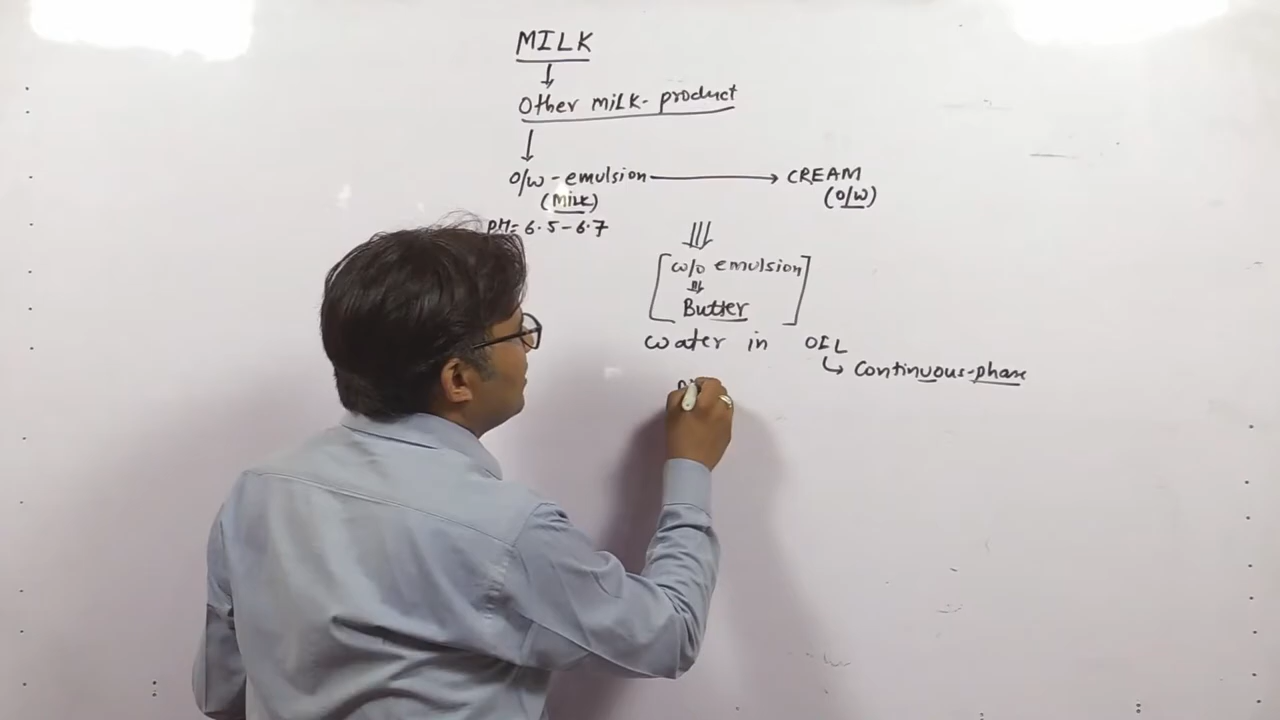 MILK
Other MiLK- product
O/W - emulsion → CREAM
(MilK) (O/W)
PH= 6.5-6.7
[w/o emulsion
Butter]
water in OIL
Continuous-phase